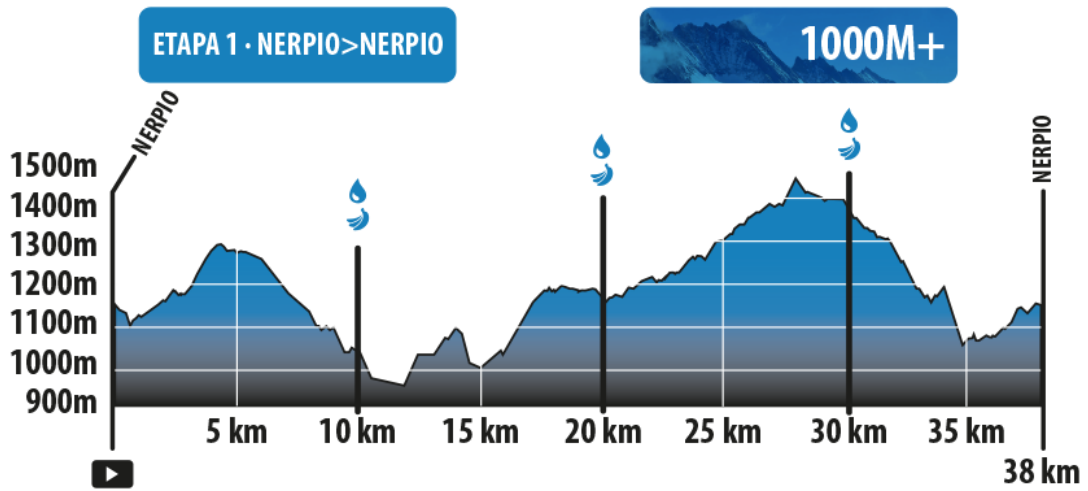 ETAPA 1 · NERPIO>NERPIO
1000M+
NERPIO
NERPIO
1500m
1400m
1300m
1200m
1100m
1000m
900m
5 km
10 km
15 km
20 km
25 km
30 km
35 km
38 km